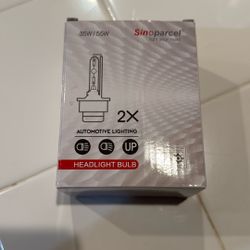 35W/55W
Sinoparcel
2X
AUTOMOTIVE LIGHTING
UP
HEADLIGHT BULB